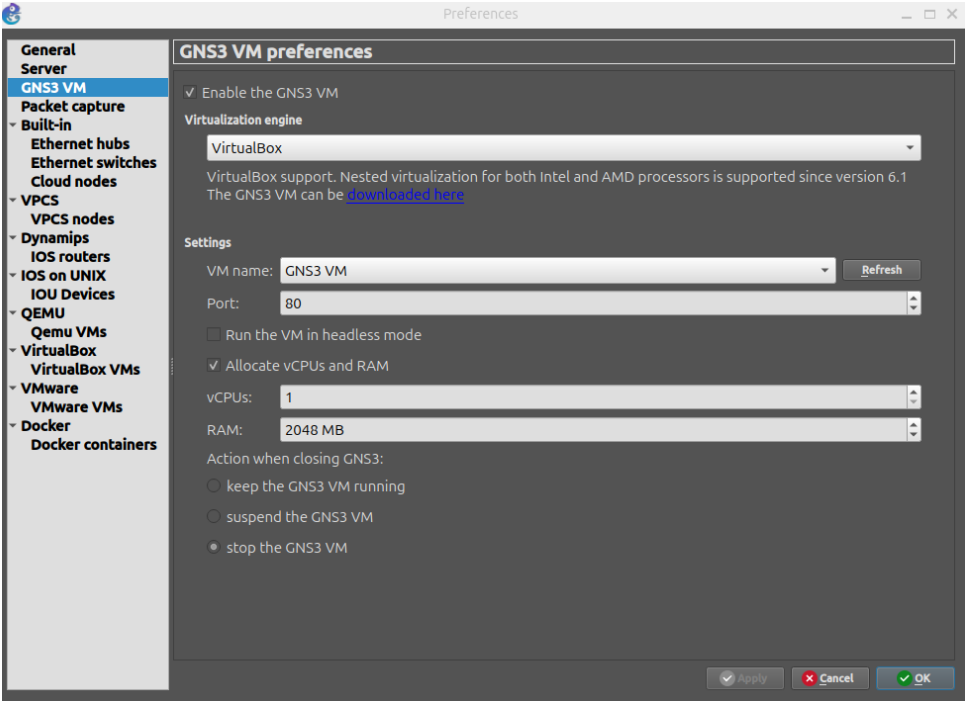 Preferences
General
Server
GNS3 VM
Packet capture
Built-in
Ethernet hubs
Ethernet switches
Cloud nodes
VPCS
VPCS nodes
Dynamips
IOS routers
IOS on UNIX
IOU Devices
QEMU
Qemu VMs
VirtualBox
VirtualBox VMs
VMware
VMware VMs
Docker
Docker containers
GNS3 VM preferences
Enable the GNS3 VM
Virtualization engine
VirtualBox
VirtualBox support. Nested virtualization for both Intel and AMD processors is supported since version 6.1
The GNS3 VM can be downloaded here
Settings
VM name: GNS3 VM Refresh
Port: 80
Run the VM in headless mode
Allocate vCPUs and RAM
vCPUs: 1
RAM: 2048 MB
Action when closing GNS3:
keep the GNS3 VM running
suspend the GNS3 VM
stop the GNS3 VM
Apply Cancel OK